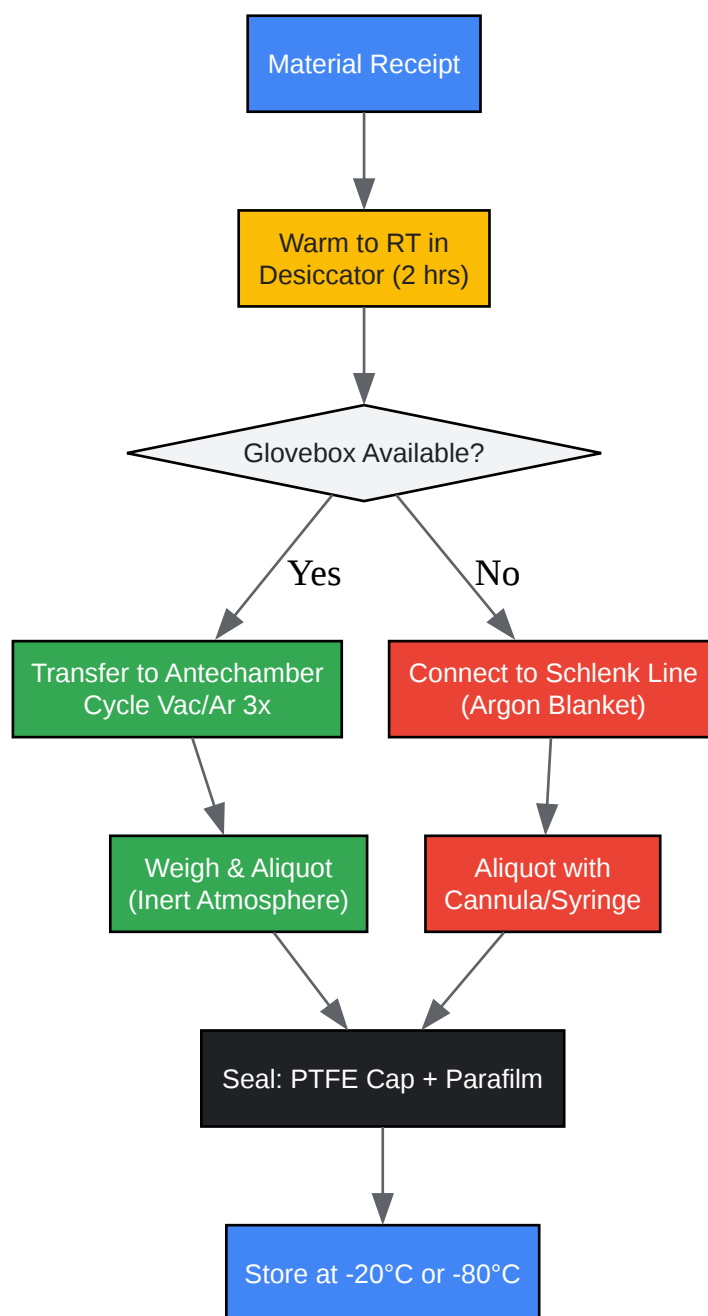 Material Receipt
Warm to RT in
Desiccator (2 hrs)
Glovebox Available?
Yes
No
Transfer to Antechamber
Cycle Vac/Ar 3x
Connect to Schlenk Line
(Argon Blanket)
Weigh & Aliquot
(Inert Atmosphere)
Aliquot with
Cannula/Syringe
Seal: PTFE Cap + Parafilm
Store at -20°C or -80°C